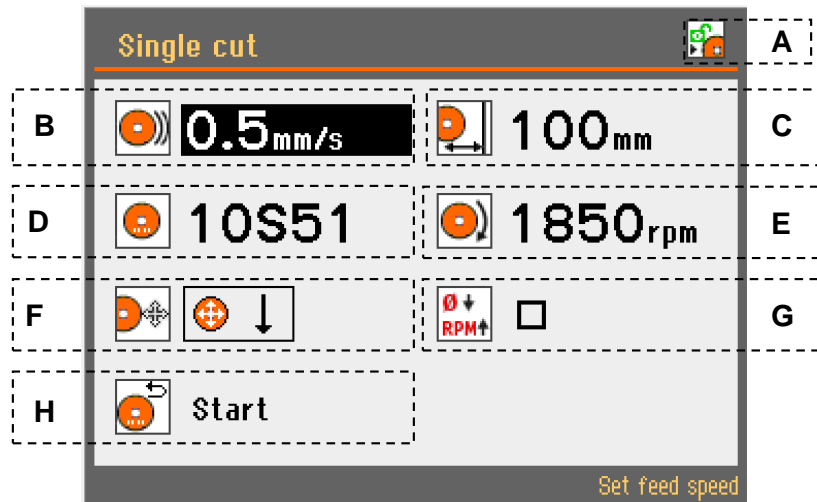 Single cut
A
B
0.5mm/s
100mm
C
D
10S51
1850rpm
E
F
Ø
RPM
G
H
Start
Set feed speed